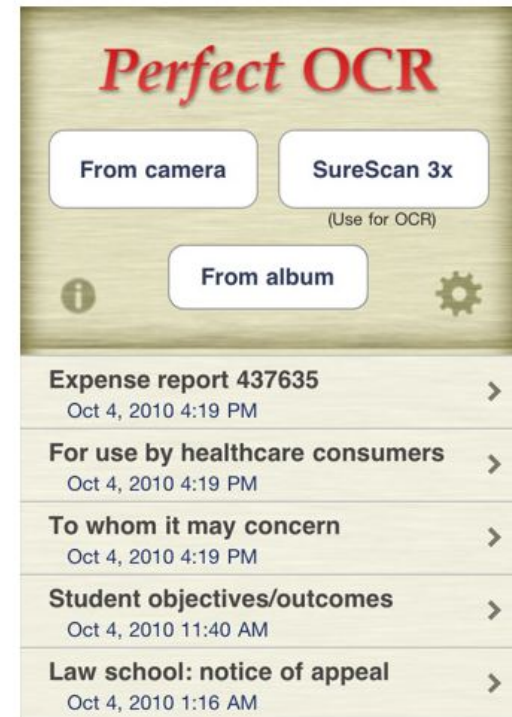 Perfect OCR
From camera
SureScan 3x
(Use for OCR)
From album
Expense report 437635
Oct 4, 2010 4:19 PM
For use by healthcare consumers
Oct 4, 2010 4:19 PM
To whom it may concern
Oct 4, 2010 4:19 PM
Student objectives/outcomes
Oct 4, 2010 11:40 AM
Law school: notice of appeal
Oct 4, 2010 1:16 AM